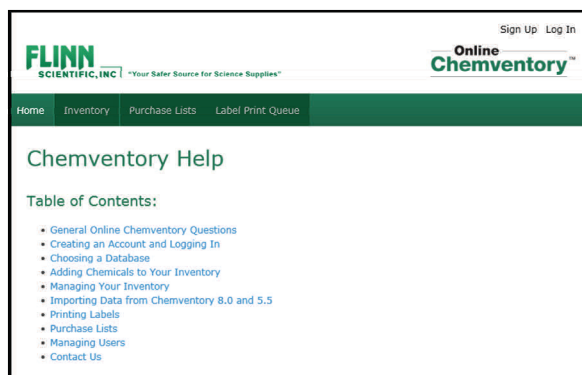 Sign Up Log In
FLINN
SCIENTIFIC, INC "Your Safer Source for Science Supplies"
Online
Chemventory™
Home Inventory Purchase Lists Label Print Queue
Chemventory Help
Table of Contents:
• General Online Chemventory Questions
• Creating an Account and Logging In
• Choosing a Database
• Adding Chemicals to Your Inventory
• Managing Your Inventory
• Importing Data from Chemventory 8.0 and 5.5
• Printing Labels
• Purchase Lists
• Managing Users
• Contact Us